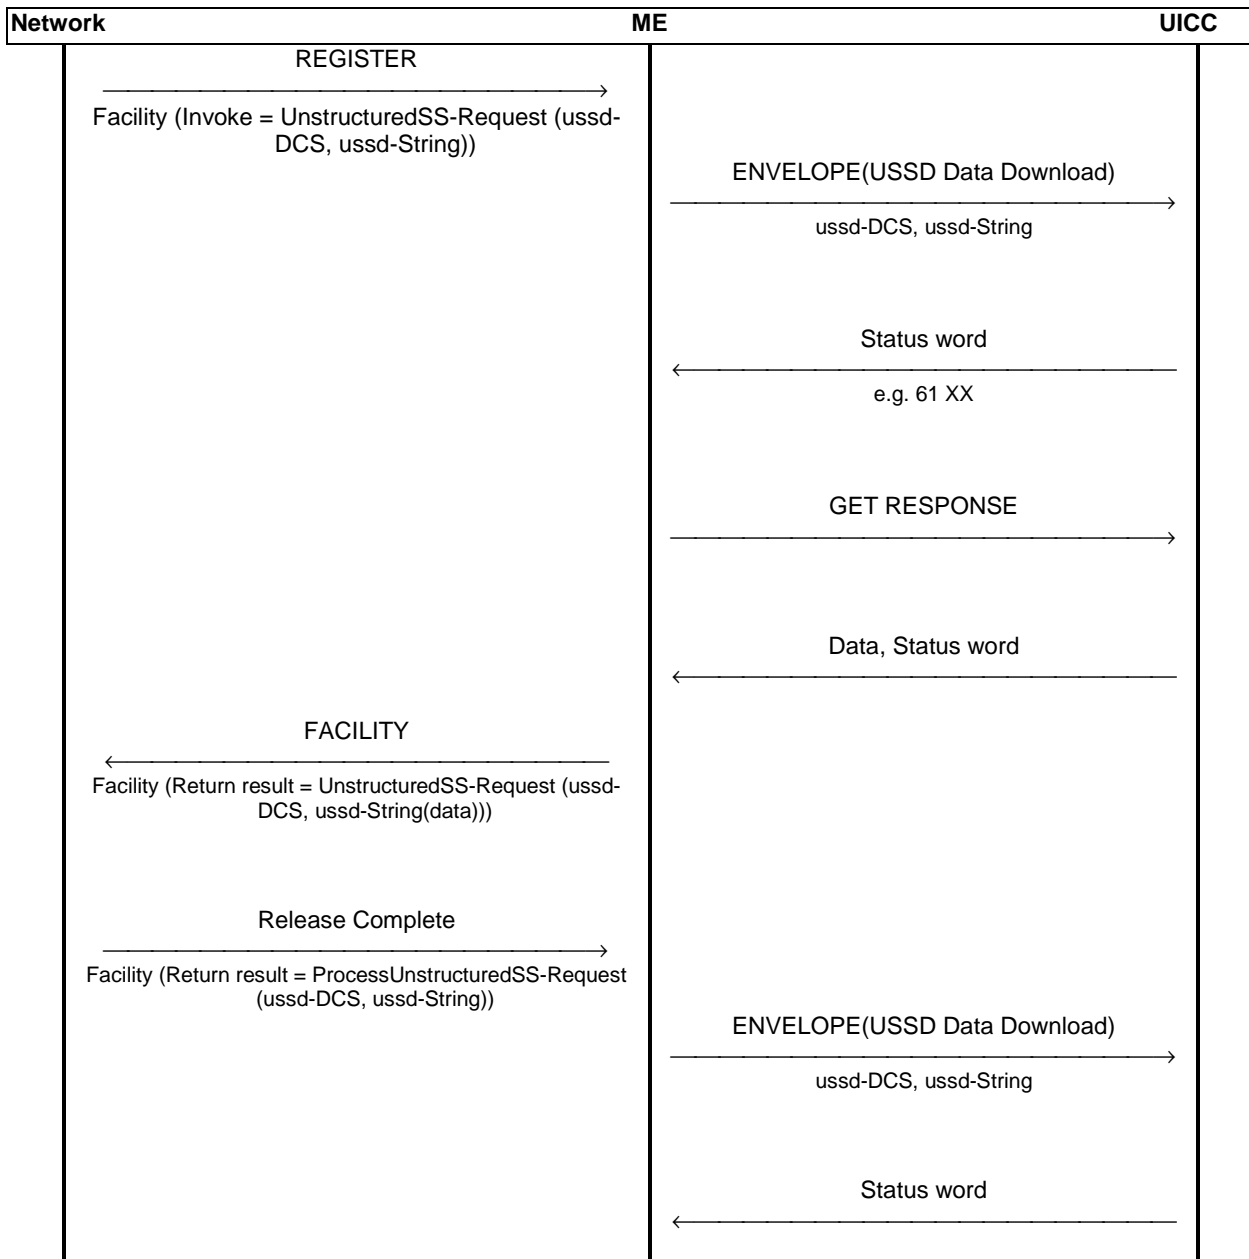 Network ME UICC
REGISTER
Facility (Invoke = UnstructuredSS-Request (ussd-
DCS, ussd-String))
ENVELOPE(USSD Data Download)
ussd-DCS, ussd-String
Status word
e.g. 61 XX
GET RESPONSE
Data, Status word
FACILITY
Facility (Return result = UnstructuredSS-Request (ussd-
DCS, ussd-String(data)))
Release Complete
Facility (Return result = ProcessUnstructuredSS-Request
(ussd-DCS, ussd-String))
ENVELOPE(USSD Data Download)
ussd-DCS, ussd-String
Status word